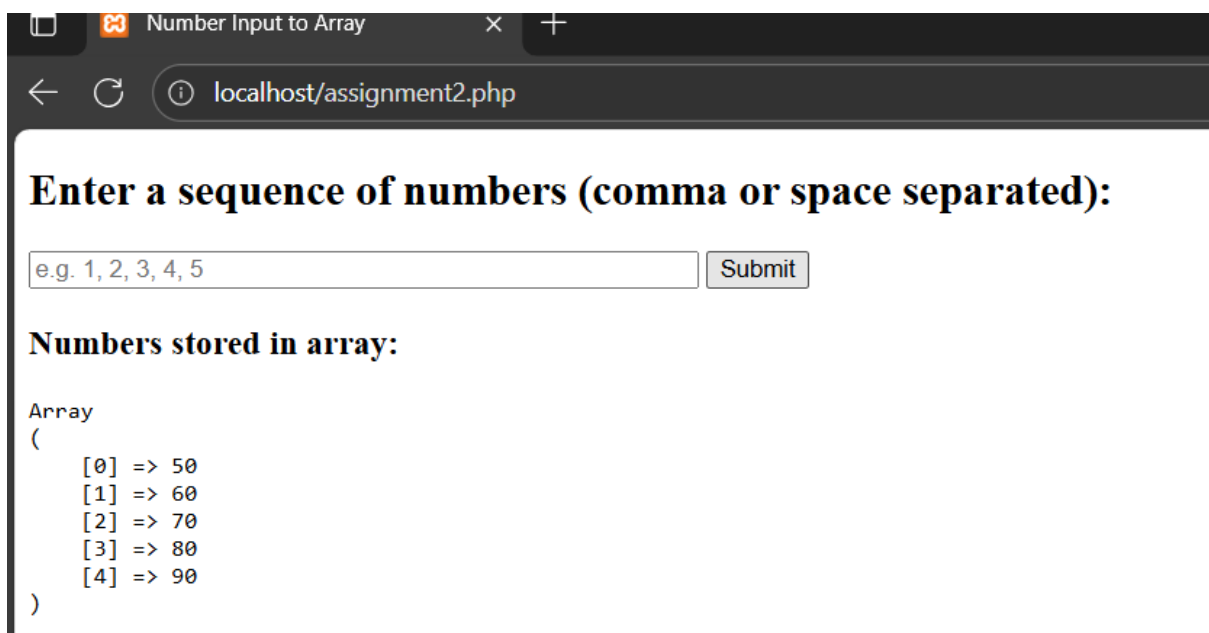 Number Input to Array
localhost/assignment2.php
Enter a sequence of numbers (comma or space separated):
e.g. 1, 2, 3, 4, 5 Submit
Numbers stored in array:
Array
(
    [0] => 50
    [1] => 60
    [2] => 70
    [3] => 80
    [4] => 90
)